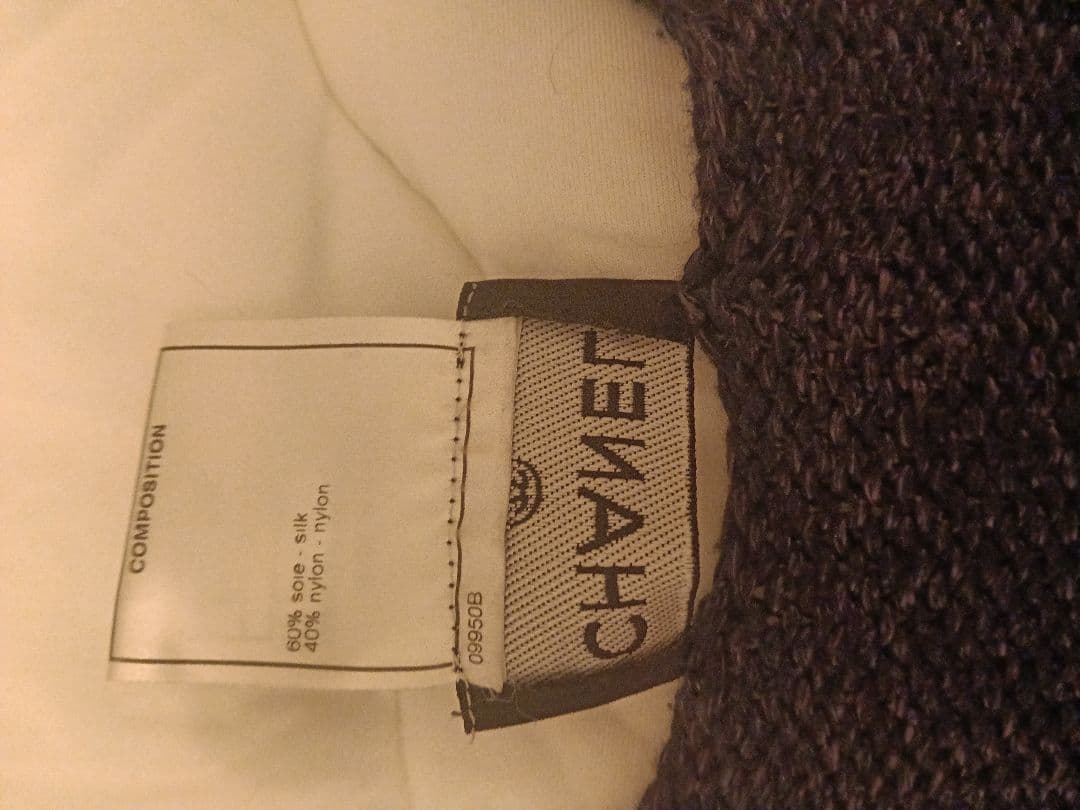 COMPOSITION
60% soie - silk
40% nylon - nylon
09950B
CHANEL